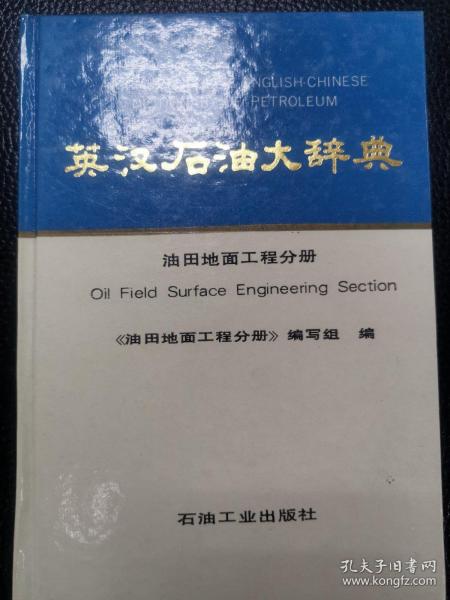 ENGLISH-CHINESE
PETROLEUM
英汉石油大辞典
油田地面工程分册
Oil Field Surface Engineering Section
《油田地面工程分册》编写组 编
石油工业出版社
孔夫子旧书网
www.kongfz.com